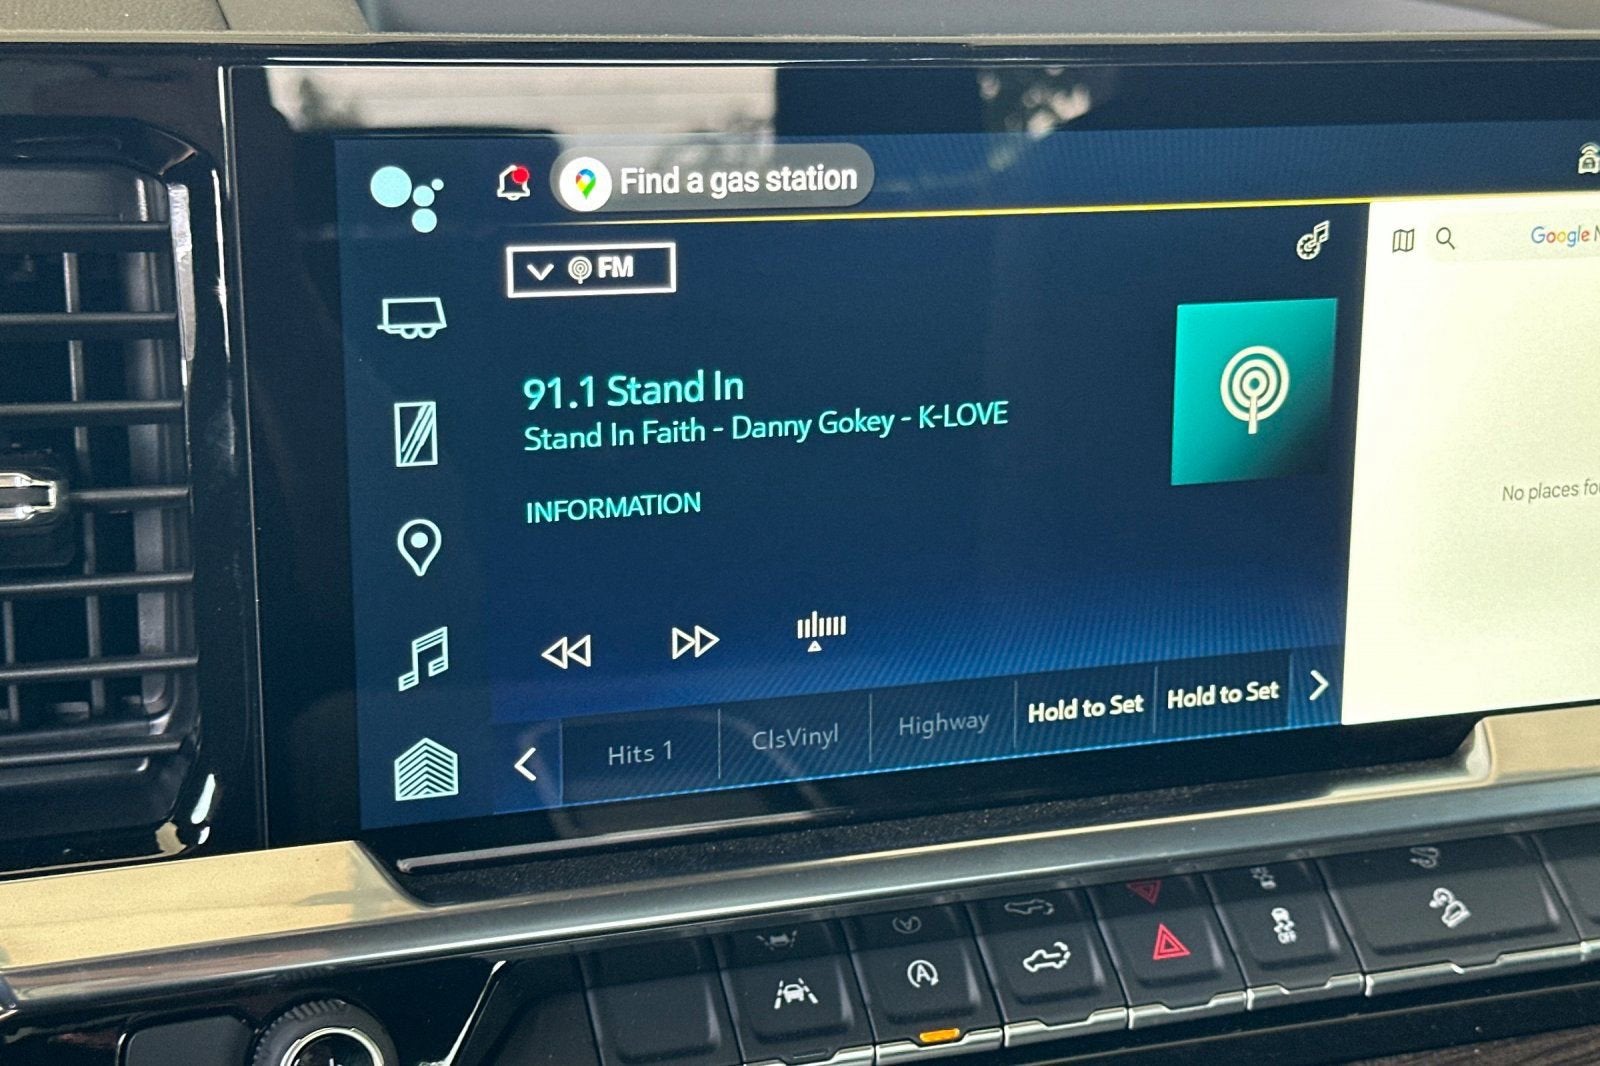 Find a gas station
FM
Google
91.1 Stand In
Stand In Faith - Danny Gokey - K-LOVE
INFORMATION
No places
Hits 1
ClsVinyl
Highway
Hold to Set
Hold to Set
A
OFF